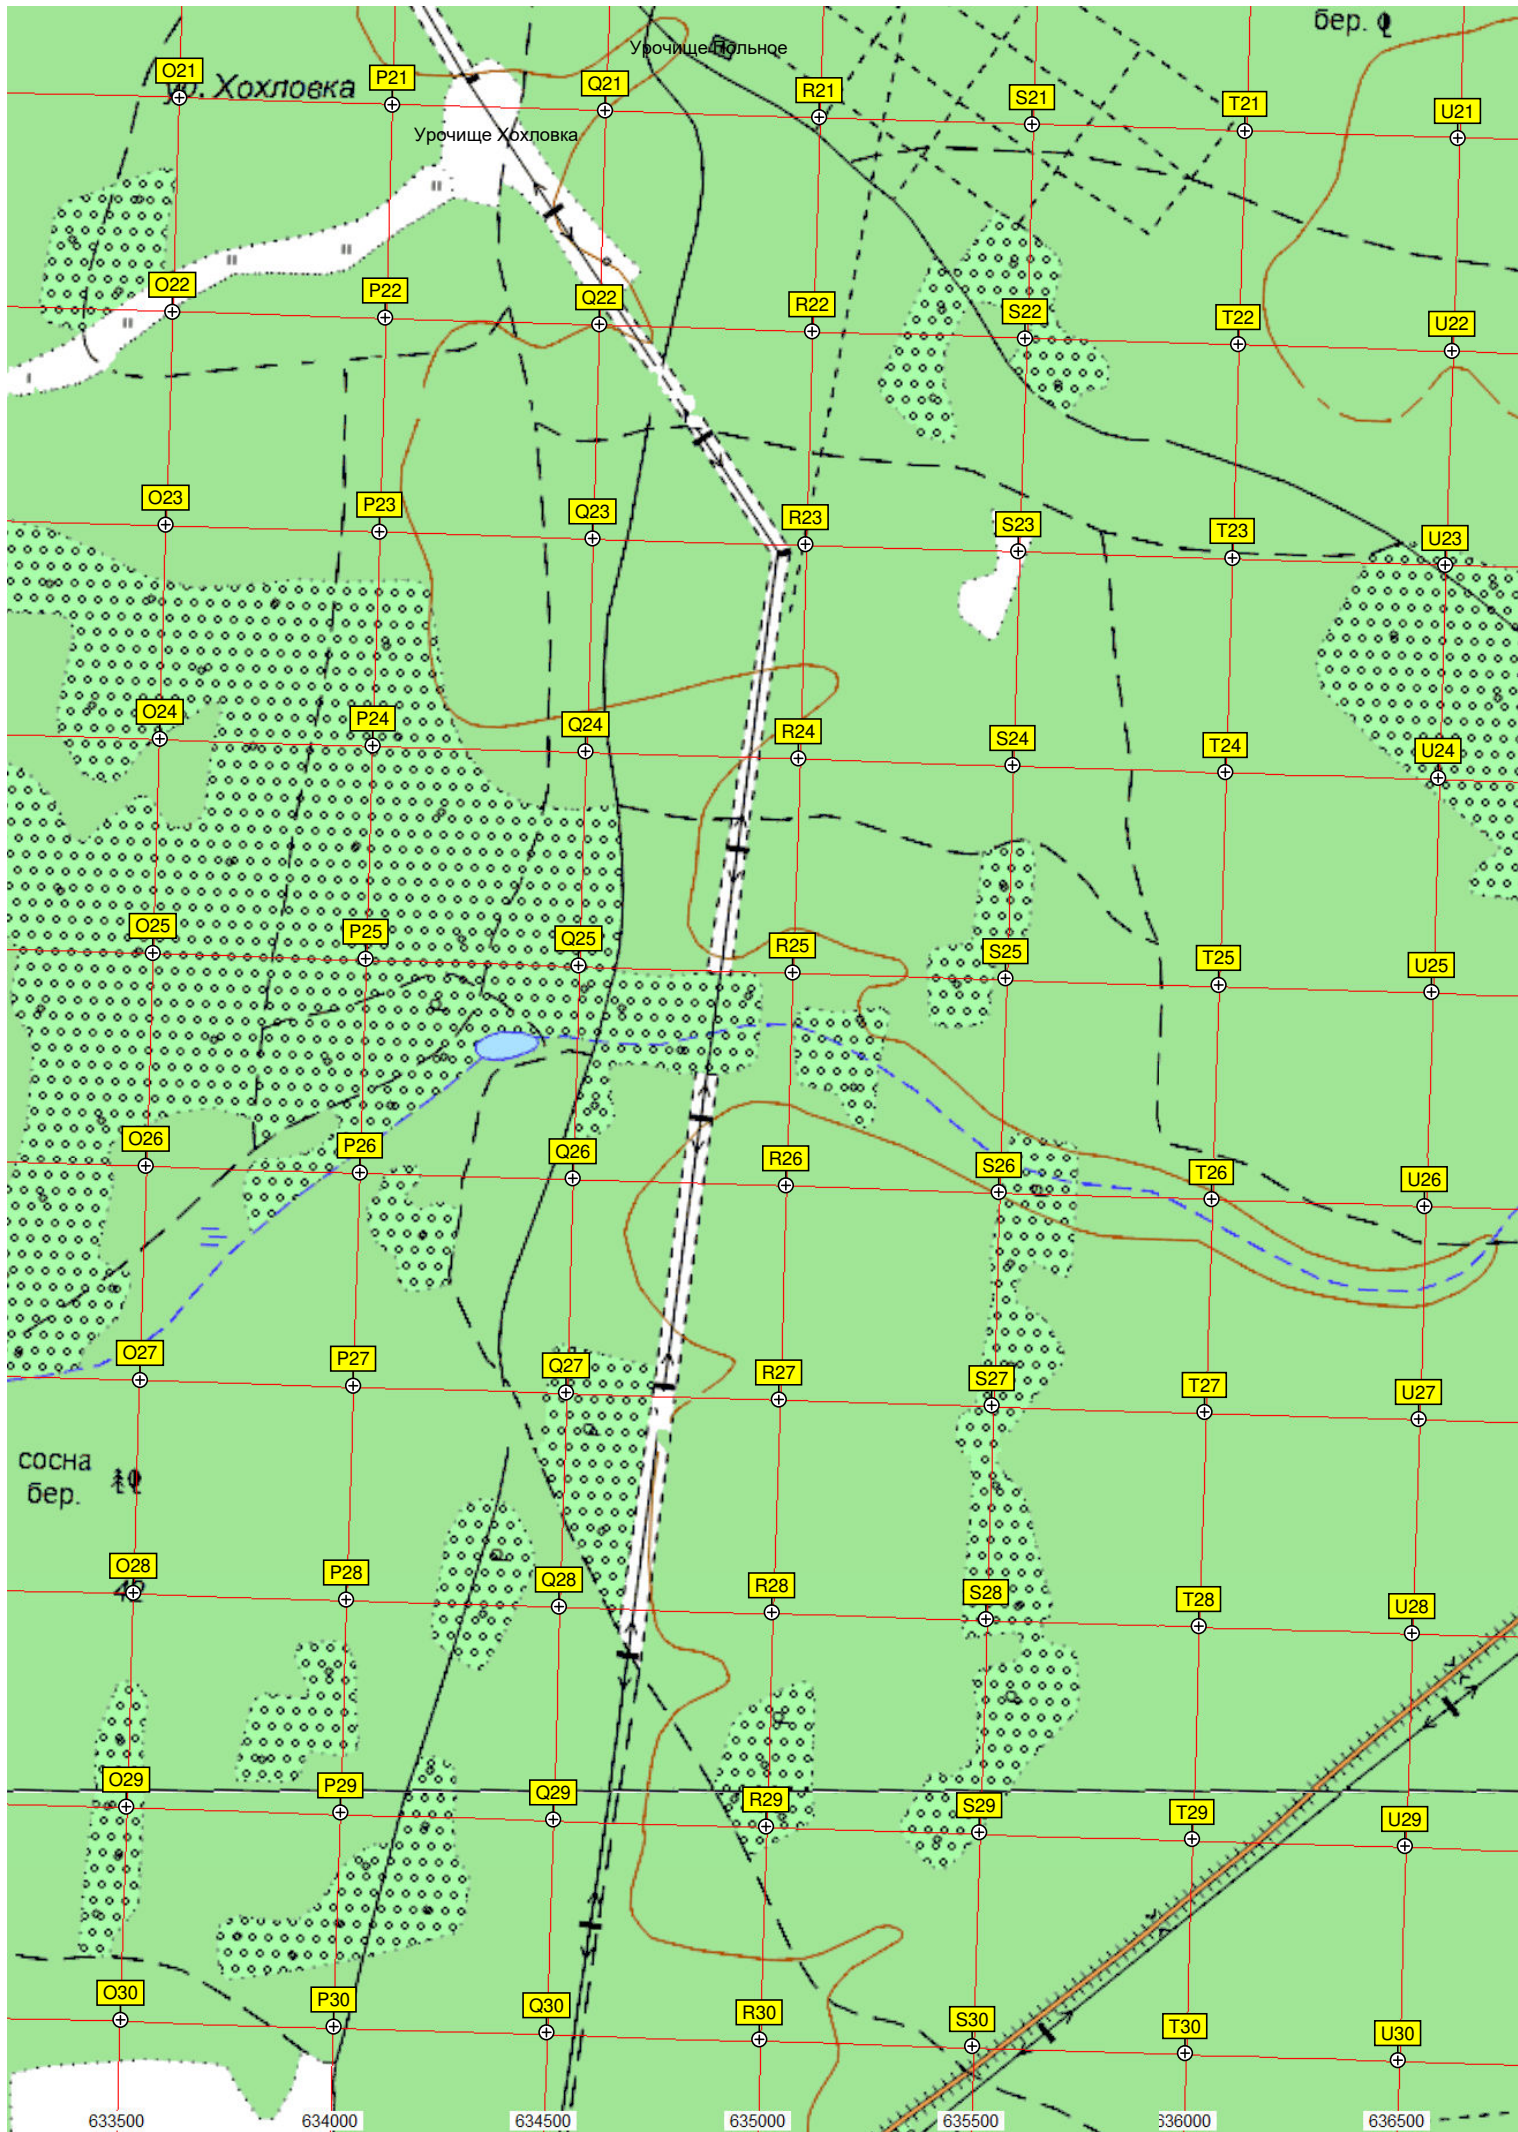 бер.
Урочище Польное
O21 P21 Q21 R21 S21 T21 U21
ур. Хохловка
Урочище Хохловка
O22 P22 Q22 R22 S22 T22 U22
O23 P23 Q23 R23 S23 T23 U23
O24 P24 Q24 R24 S24 T24 U24
O25 P25 Q25 R25 S25 T25 U25
O26 P26 Q26 R26 S26 T26 U26
O27 P27 Q27 R27 S27 T27 U27
сосна
бер.
O28 P28 Q28 R28 S28 T28 U28
42
O29 P29 Q29 R29 S29 T29 U29
O30 P30 Q30 R30 S30 T30 U30
633500 634000 634500 635000 635500 636000 636500